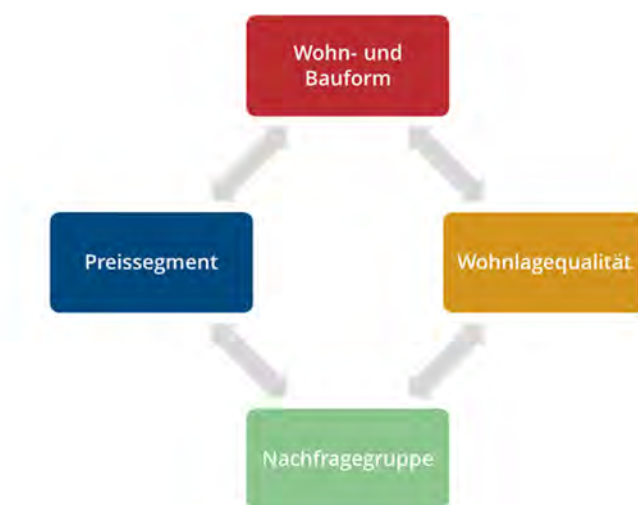 Wohn- und
Bauform
Preissegment
Wohnlagequalität
Nachfragegruppe